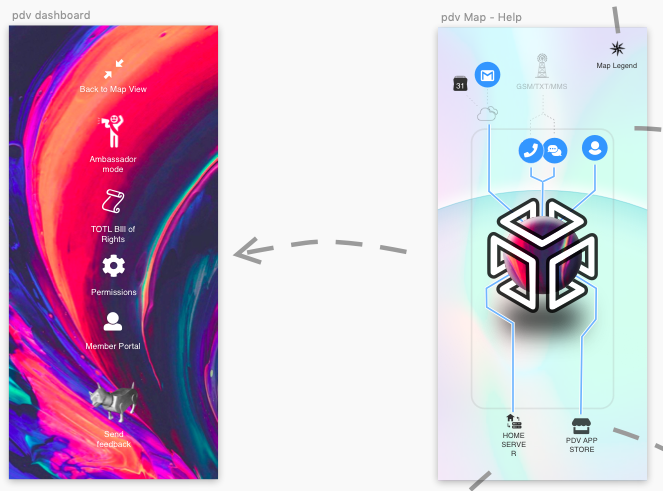 pdv dashboard
Back to Map View
Ambassador
mode
TOTL Bill of
Rights
Permissions
Member Portal
Send
feedback
pdv Map - Help
Map Legend
31
GSM/TXT/MMS
HOME
SERVE
R
PDV APP
STORE